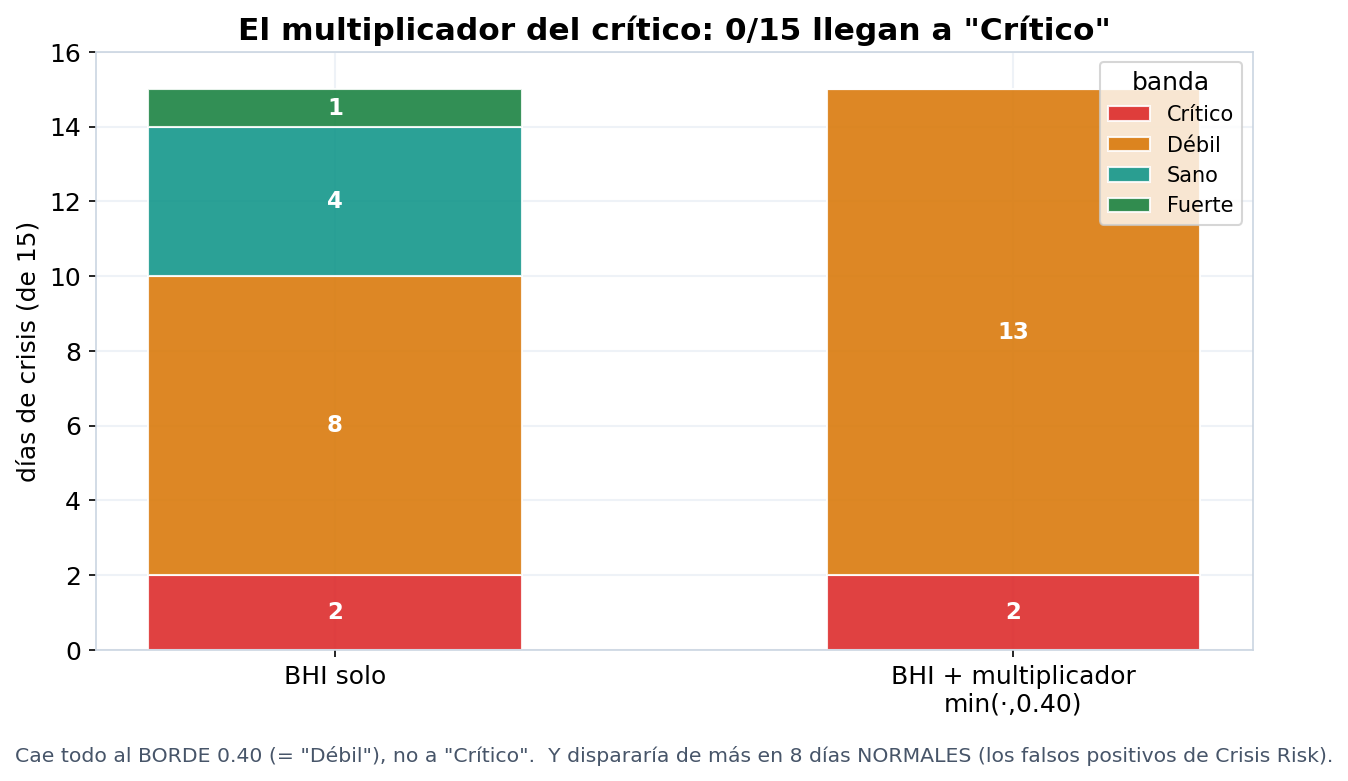 El multiplicador del crítico: 0/15 llegan a "Crítico"
días de crisis (de 15)
16
14
12
10
8
6
4
2
0
1
4
8
2
13
2
banda
Crítico
Débil
Sano
Fuerte
BHI solo
BHI + multiplicador
min(·,0.40)
Cae todo al BORDE 0.40 (= "Débil"), no a "Crítico".  Y dispararía de más en 8 días NORMALES (los falsos positivos de Crisis Risk).